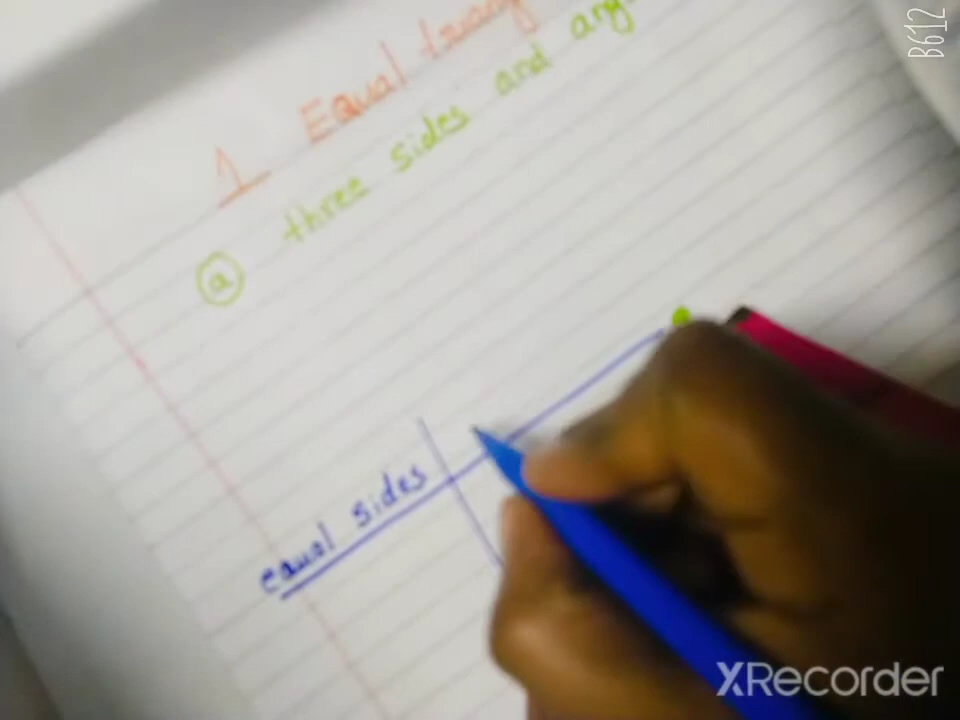 1 Equal
(a) three sides and
equal sides
B612
XRecorder